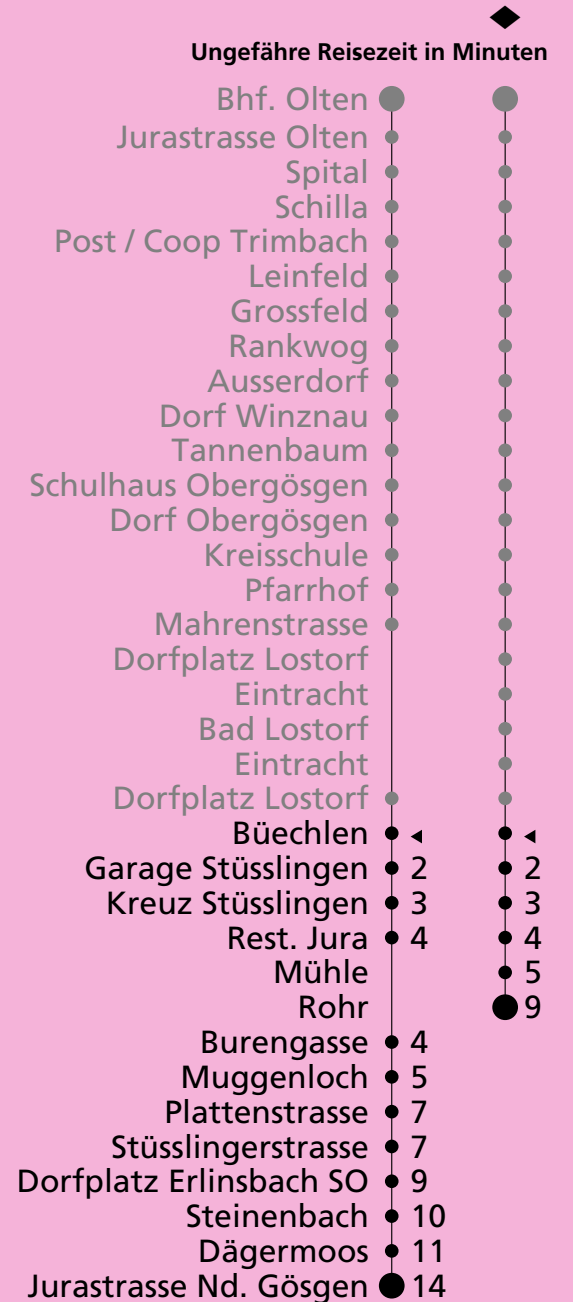 Ungefähre Reisezeit in Minuten
Bhf. Olten
Jurastrasse Olten
Spital
Schilla
Post / Coop Trimbach
Leinfeld
Grossfeld
Rankwog
Ausserdorf
Dorf Winznau
Tannenbaum
Schulhaus Obergösgen
Dorf Obergösgen
Kreisschule
Pfarrhof
Mahrenstrasse
Dorfplatz Lostorf
Eintracht
Bad Lostorf
Eintracht
Dorfplatz Lostorf
Büechlen
Garage Stüsslingen 2 2
Kreuz Stüsslingen 3 3
Rest. Jura 4 4
Mühle 5
Rohr 9
Burengasse 4
Muggenloch 5
Plattenstrasse 7
Stüsslingerstrasse 7
Dorfplatz Erlinsbach SO 9
Steinenbach 10
Dägermoos 11
Jurastrasse Nd. Gösgen 14